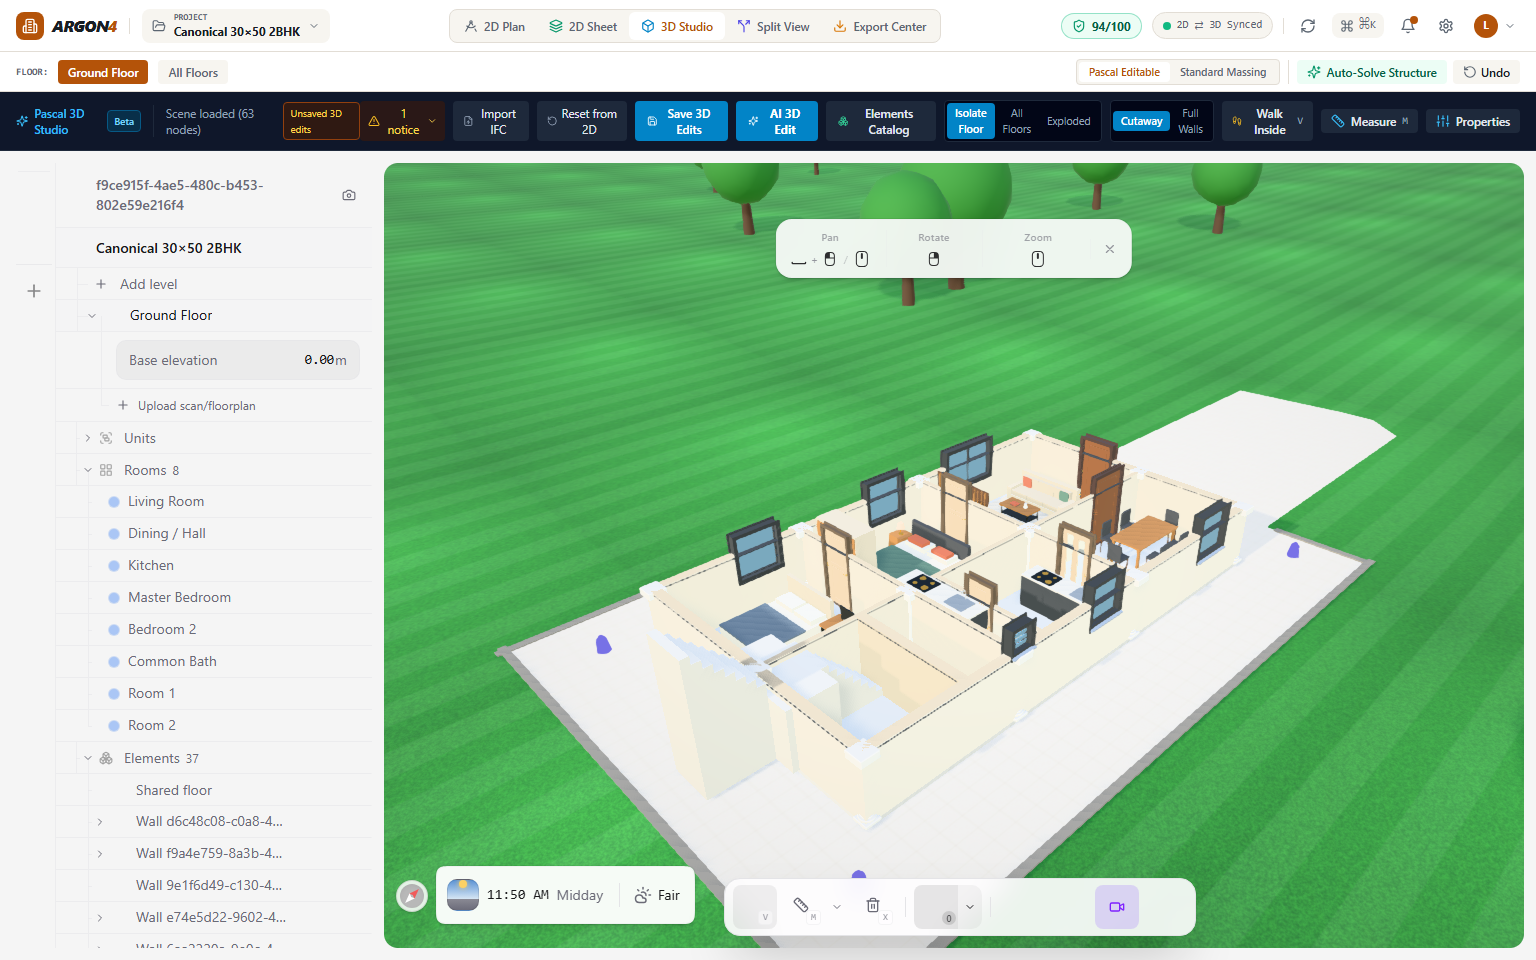 ARGON4
PROJECT
Canonical 30×50 2BHK
2D Plan
2D Sheet
3D Studio
Split View
Export Center
94/100
2D ⇄ 3D Synced
⌘K
L
FLOOR:
Ground Floor
All Floors
Pascal Editable
Standard Massing
Auto-Solve Structure
Undo
Pascal 3D
Studio
Beta
Scene loaded (63
nodes)
Unsaved 3D
edits
1
notice
Import
IFC
Reset from
2D
Save 3D
Edits
AI 3D
Edit
Elements
Catalog
Isolate
Floor
All
Floors
Exploded
Cutaway
Full
Walls
Walk
Inside
V
Measure M
Properties
f9ce915f-4ae5-480c-b453-
802e59e216f4
Canonical 30×50 2BHK
Add level
Ground Floor
Base elevation 0.00m
Upload scan/floorplan
Units
Rooms 8
Living Room
Dining / Hall
Kitchen
Master Bedroom
Bedroom 2
Common Bath
Room 1
Room 2
Elements 37
Shared floor
Wall d6c48c08-c0a8-4...
Wall f9a4e759-8a3b-4...
Wall 9e1f6d49-c130-4...
Wall e74e5d22-9602-4...
Pan
Rotate
Zoom
+
/
11:50 AM Midday
Fair
V
M
X
0